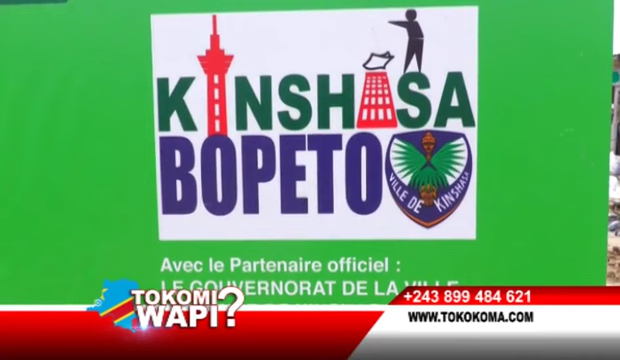 KINSHASA
BOPETO
VILLE DE KINSHASA
Avec le Partenaire officiel :
LE GOUVERNORAT DE LA VILLE
TOKOMI
WAPI?
+243 899 484 621
WWW.TOKOKOMA.COM